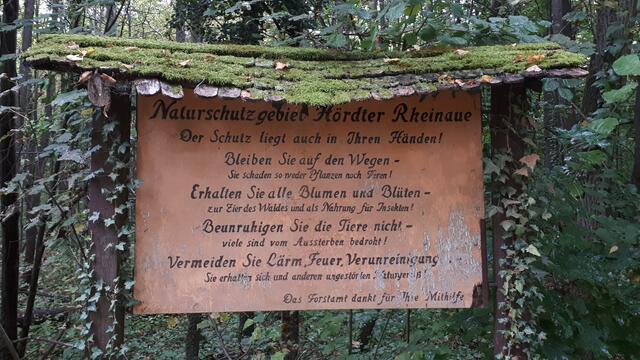 Naturschutzgebiet Hördter Rheinaue
Der Schutz liegt auch in Ihren Händen!
Bleiben Sie auf den Wegen -
Sie schaden so weder Pflanzen noch Tieren!
Erhalten Sie alle Blumen und Blüten -
zur Zier des Waldes und als Nahrung für Insekten!
Beunruhigen Sie die Tiere nicht -
viele sind vom Aussterben bedroht!
Vermeiden Sie Lärm, Feuer, Verunreinigung -
Sie erhalten sich und anderen ungestörten Naturgenuß!
Das Forstamt dankt für Ihre Mithilfe